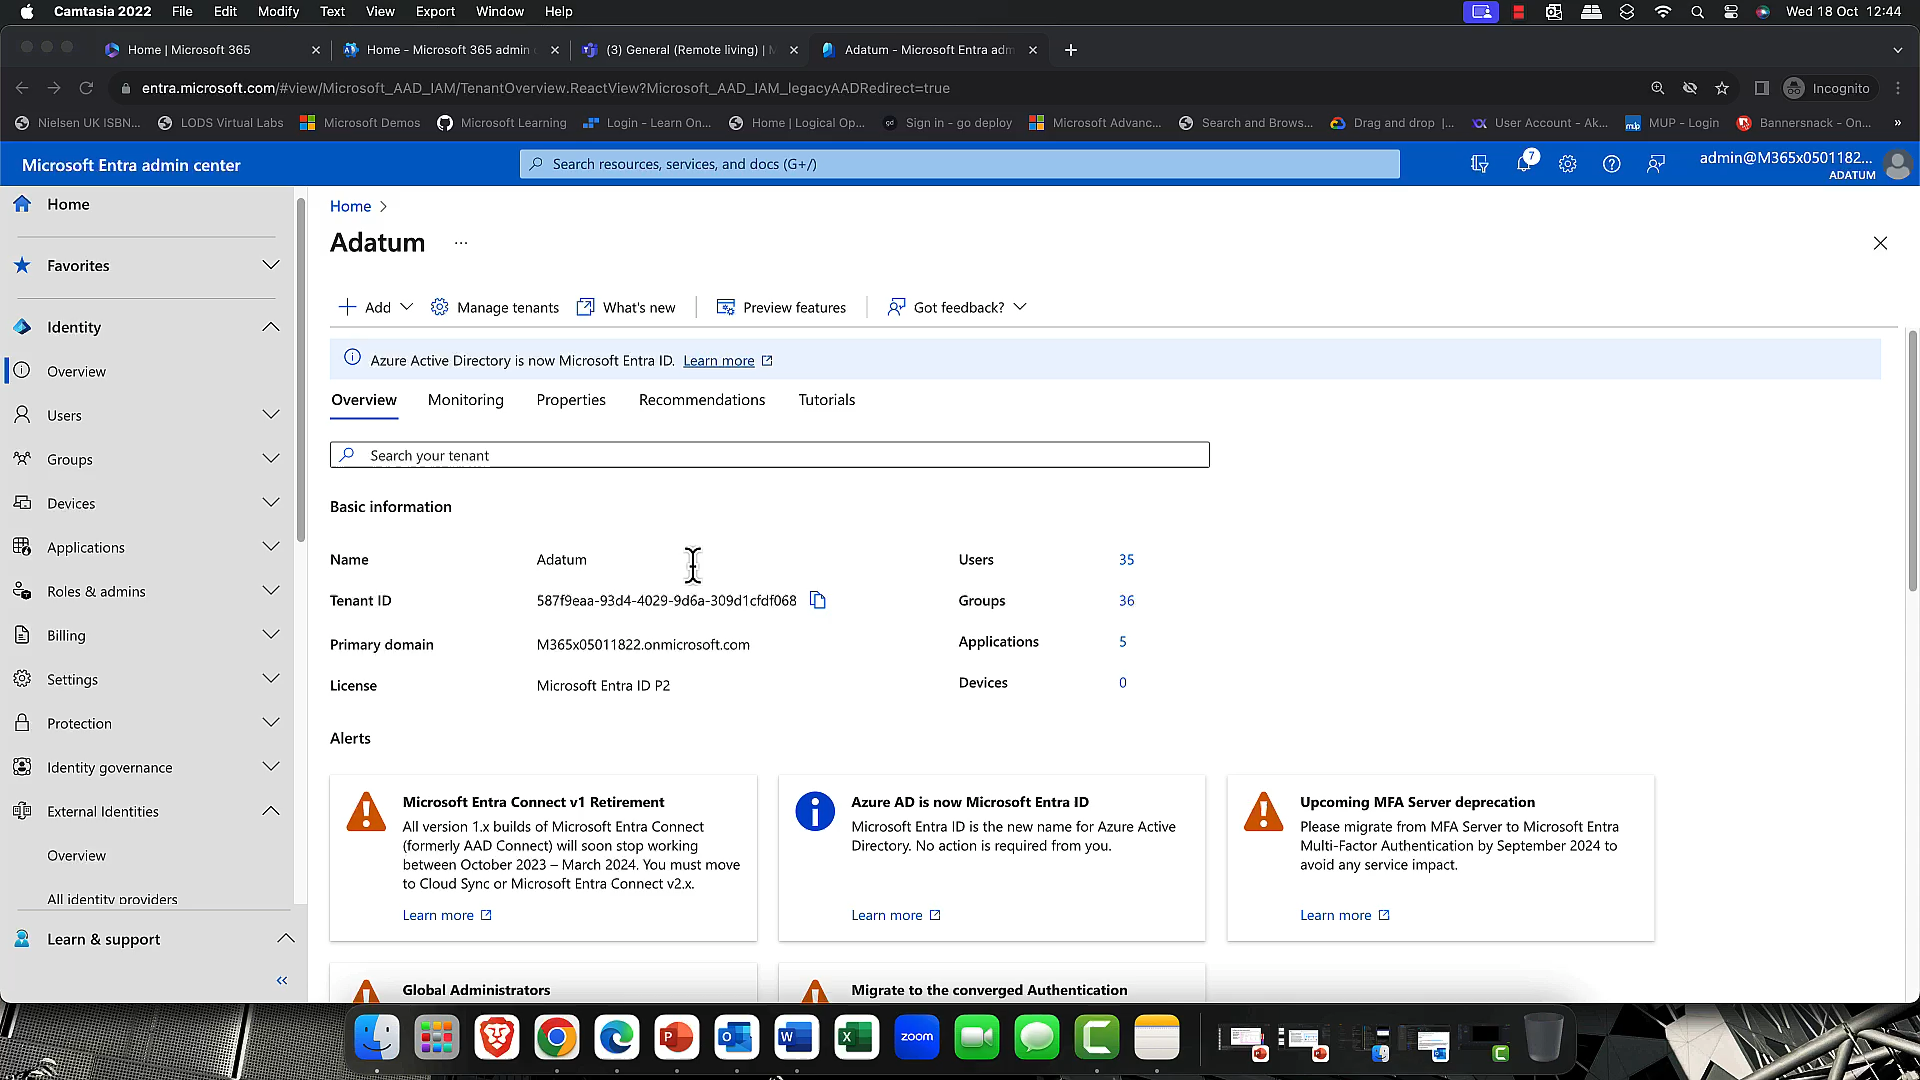 Camtasia 2022 File Edit Modify Text View Export Window Help Wed 18 Oct 12:44
Home | Microsoft 365
Home - Microsoft 365 admin
(3) General (Remote living) |
Adatum - Microsoft Entra adm
entra.microsoft.com/#view/Microsoft_AAD_IAM/TenantOverview.ReactView?Microsoft_AAD_IAM_legacyAADRedirect=true
Incognito
Nielsen UK ISBN... LODS Virtual Labs Microsoft Demos Microsoft Learning Login - Learn On... Home | Logical Op... Sign in - go deploy Microsoft Advanc... Search and Brows... Drag and drop |... User Account - Ak... MUP - Login Bannersnack - On... »
Microsoft Entra admin center
Search resources, services, and docs (G+/)
7
admin@M365x0501182...
ADATUM
Home
Favorites
Identity
Overview
Users
Groups
Devices
Applications
Roles & admins
Billing
Settings
Protection
Identity governance
External Identities
Overview
All identity providers
Learn & support
«
Home >
Adatum ...
Add Manage tenants What's new Preview features Got feedback?
Azure Active Directory is now Microsoft Entra ID. Learn more
Overview Monitoring Properties Recommendations Tutorials
Search your tenant
Basic information
Name Adatum Users 35
Tenant ID 587f9eaa-93d4-4029-9d6a-309d1cfdf068 Groups 36
Primary domain M365x05011822.onmicrosoft.com Applications 5
License Microsoft Entra ID P2 Devices 0
Alerts
Microsoft Entra Connect v1 Retirement
All version 1.x builds of Microsoft Entra Connect
(formerly AAD Connect) will soon stop working
between October 2023 – March 2024. You must move
to Cloud Sync or Microsoft Entra Connect v2.x.
Learn more
Azure AD is now Microsoft Entra ID
Microsoft Entra ID is the new name for Azure Active
Directory. No action is required from you.
Learn more
Upcoming MFA Server deprecation
Please migrate from MFA Server to Microsoft Entra
Multi-Factor Authentication by September 2024 to
avoid any service impact.
Learn more
Global Administrators
Migrate to the converged Authentication
zoom